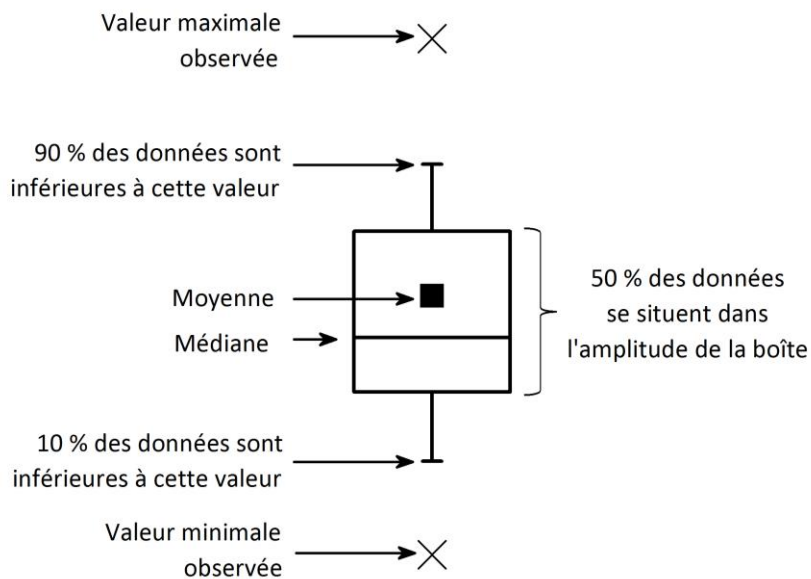 Valeur maximale
observée
90 % des données sont
inférieures à cette valeur
Moyenne
Médiane
50 % des données
se situent dans
l'amplitude de la boîte
10 % des données sont
inférieures à cette valeur
Valeur minimale
observée